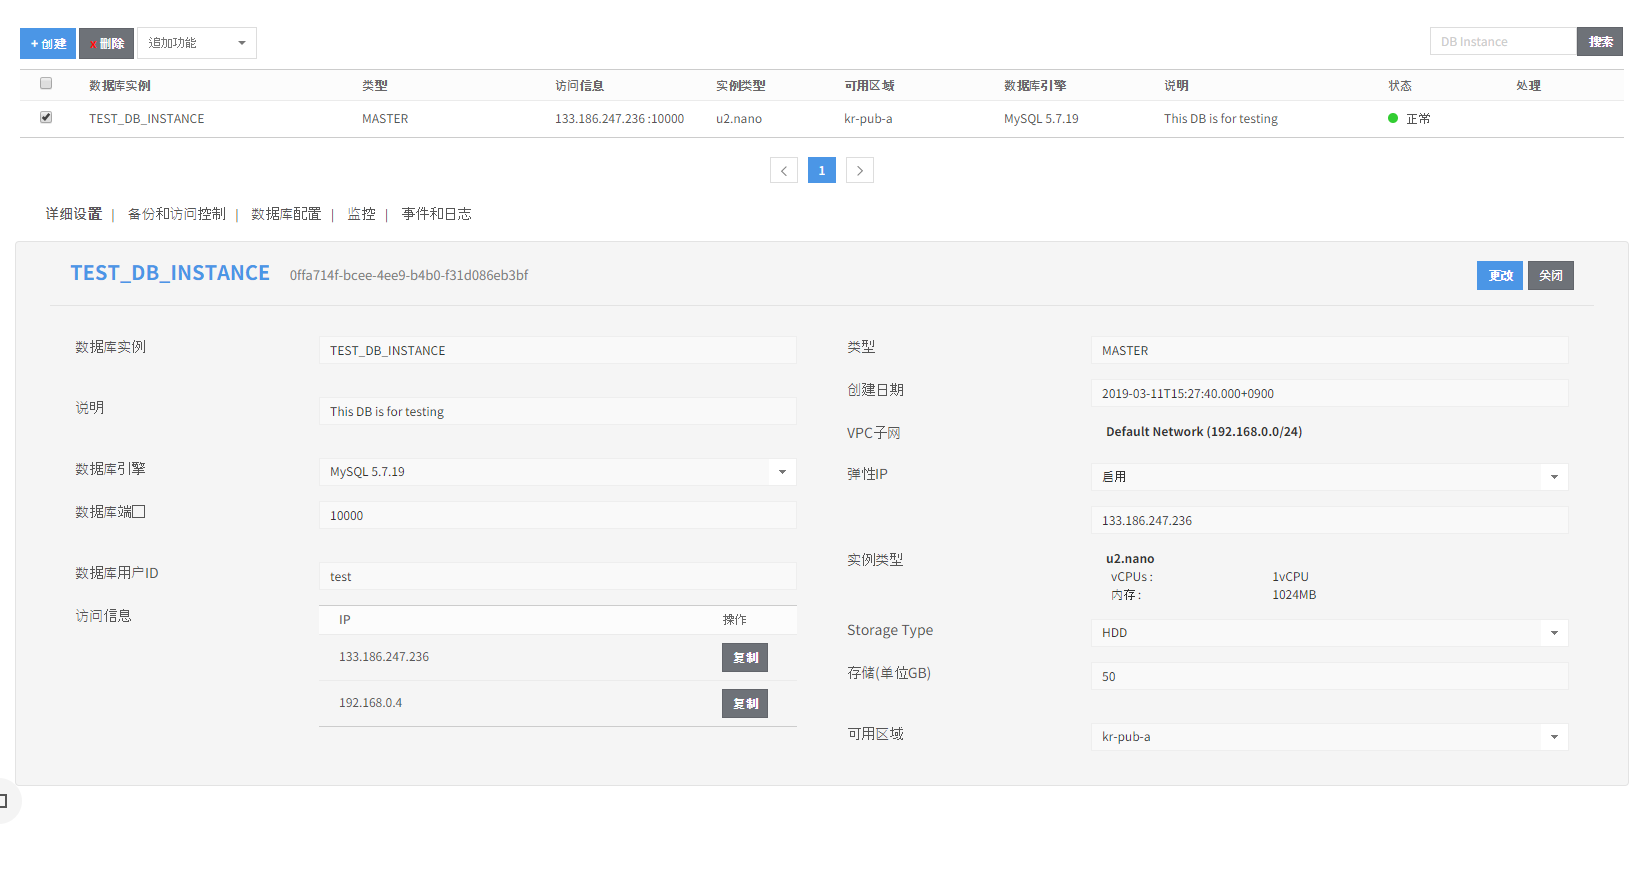 + 创建 x 删除 追加功能 DB Instance 搜索
数据库实例 类型 访问信息 实例类型 可用区域 数据库引擎 说明 状态 处理
TEST_DB_INSTANCE MASTER 133.186.247.236 :10000 u2.nano kr-pub-a MySQL 5.7.19 This DB is for testing 正常
< 1 >
详细设置 | 备份和访问控制 | 数据库配置 | 监控 | 事件和日志
TEST_DB_INSTANCE 0ffa714f-bcee-4ee9-b4b0-f31d086eb3bf 更改 关闭
数据库实例 TEST_DB_INSTANCE
说明 This DB is for testing
数据库引擎 MySQL 5.7.19
数据库端口 10000
数据库用户ID test
访问信息 IP 操作
133.186.247.236 复制
192.168.0.4 复制
类型 MASTER
创建日期 2019-03-11T15:27:40.000+0900
VPC子网 Default Network (192.168.0.0/24)
弹性IP 启用
133.186.247.236
实例类型 u2.nano
vCPUs : 1vCPU
内存 : 1024MB
Storage Type HDD
存储(单位GB) 50
可用区域 kr-pub-a